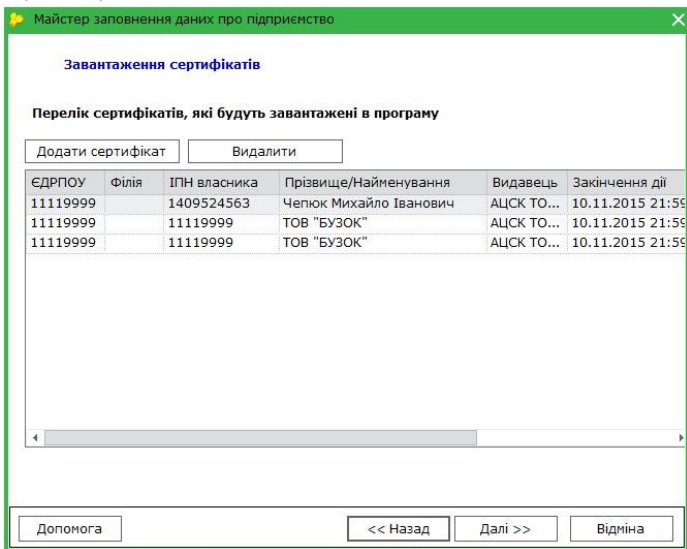 Майстер заповнення даних про підприємство
Завантаження сертифікатів
Перелік сертифікатів, які будуть завантажені в програму
Додати сертифікат Видалити
ЄДРПОУ Філія ІПН власника Прізвище/Найменування Видавець Закінчення дії
11119999 1409524563 Чепюк Михайло Іванович АЦСК ТО... 10.11.2015 21:59
11119999 11119999 ТОВ "БУЗОК" АЦСК ТО... 10.11.2015 21:59
11119999 11119999 ТОВ "БУЗОК" АЦСК ТО... 10.11.2015 21:59
Допомога << Назад Далі >> Відміна